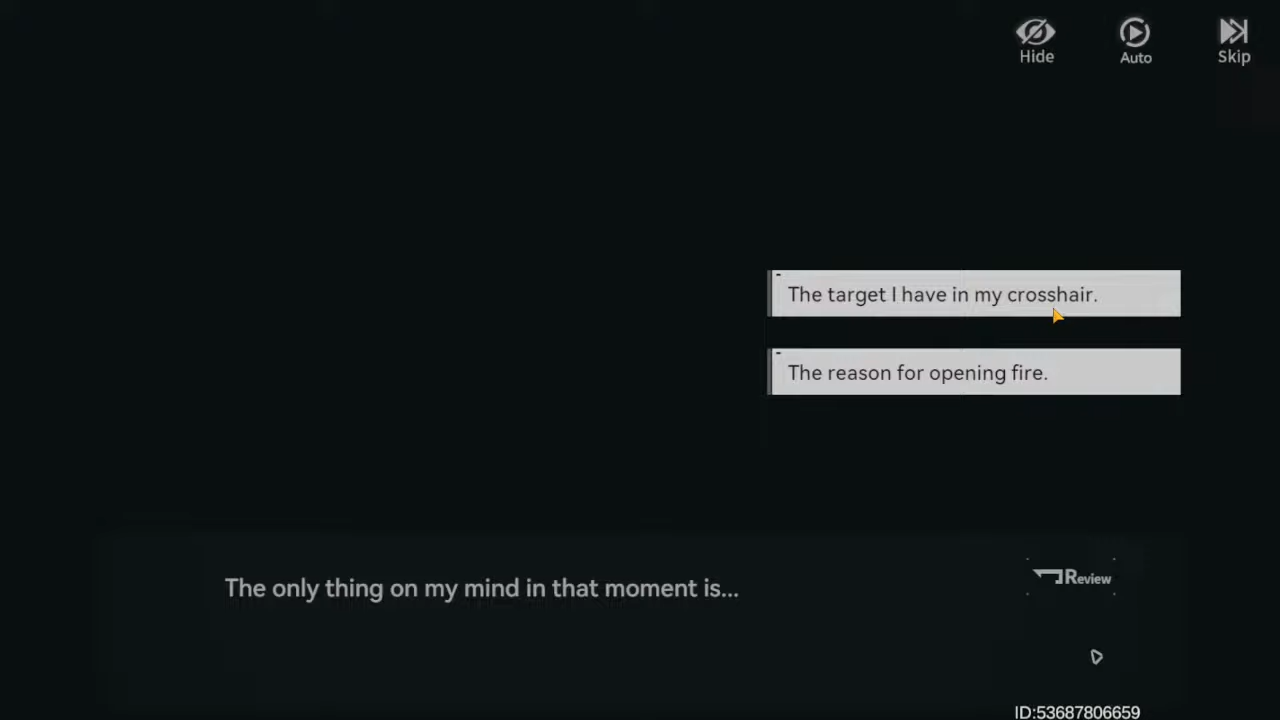 Hide
Auto
Skip
The target I have in my crosshair.
The reason for opening fire.
The only thing on my mind in that moment is...
Review
ID:53687806659